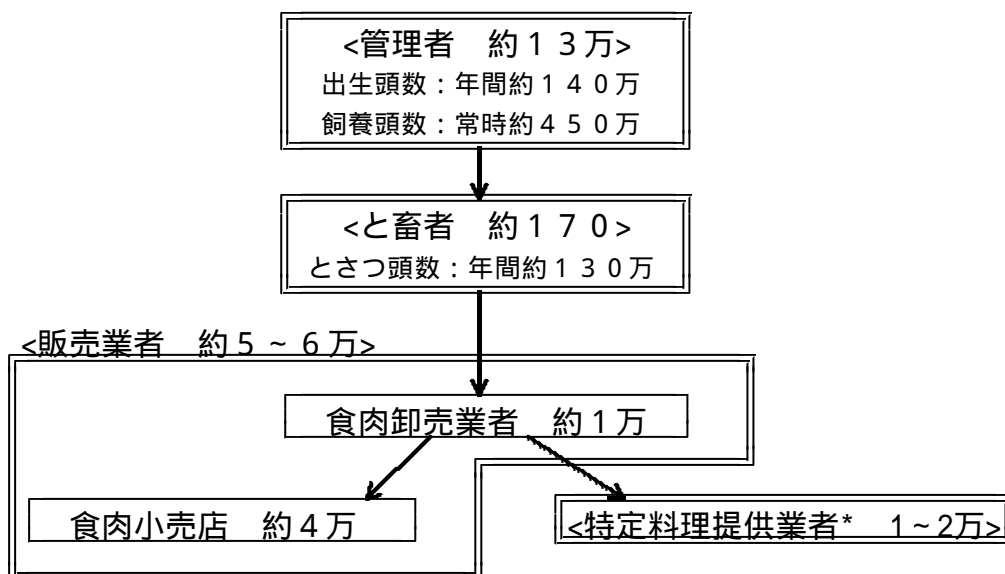 <管理者　約１３万>
出生頭数：年間約１４０万
飼養頭数：常時約４５０万
<と畜者　約１７０>
とさつ頭数：年間約１３０万
<販売業者　約５～６万>
食肉卸売業者　約１万
食肉小売店　約４万
<特定料理提供業者*　1～2万>